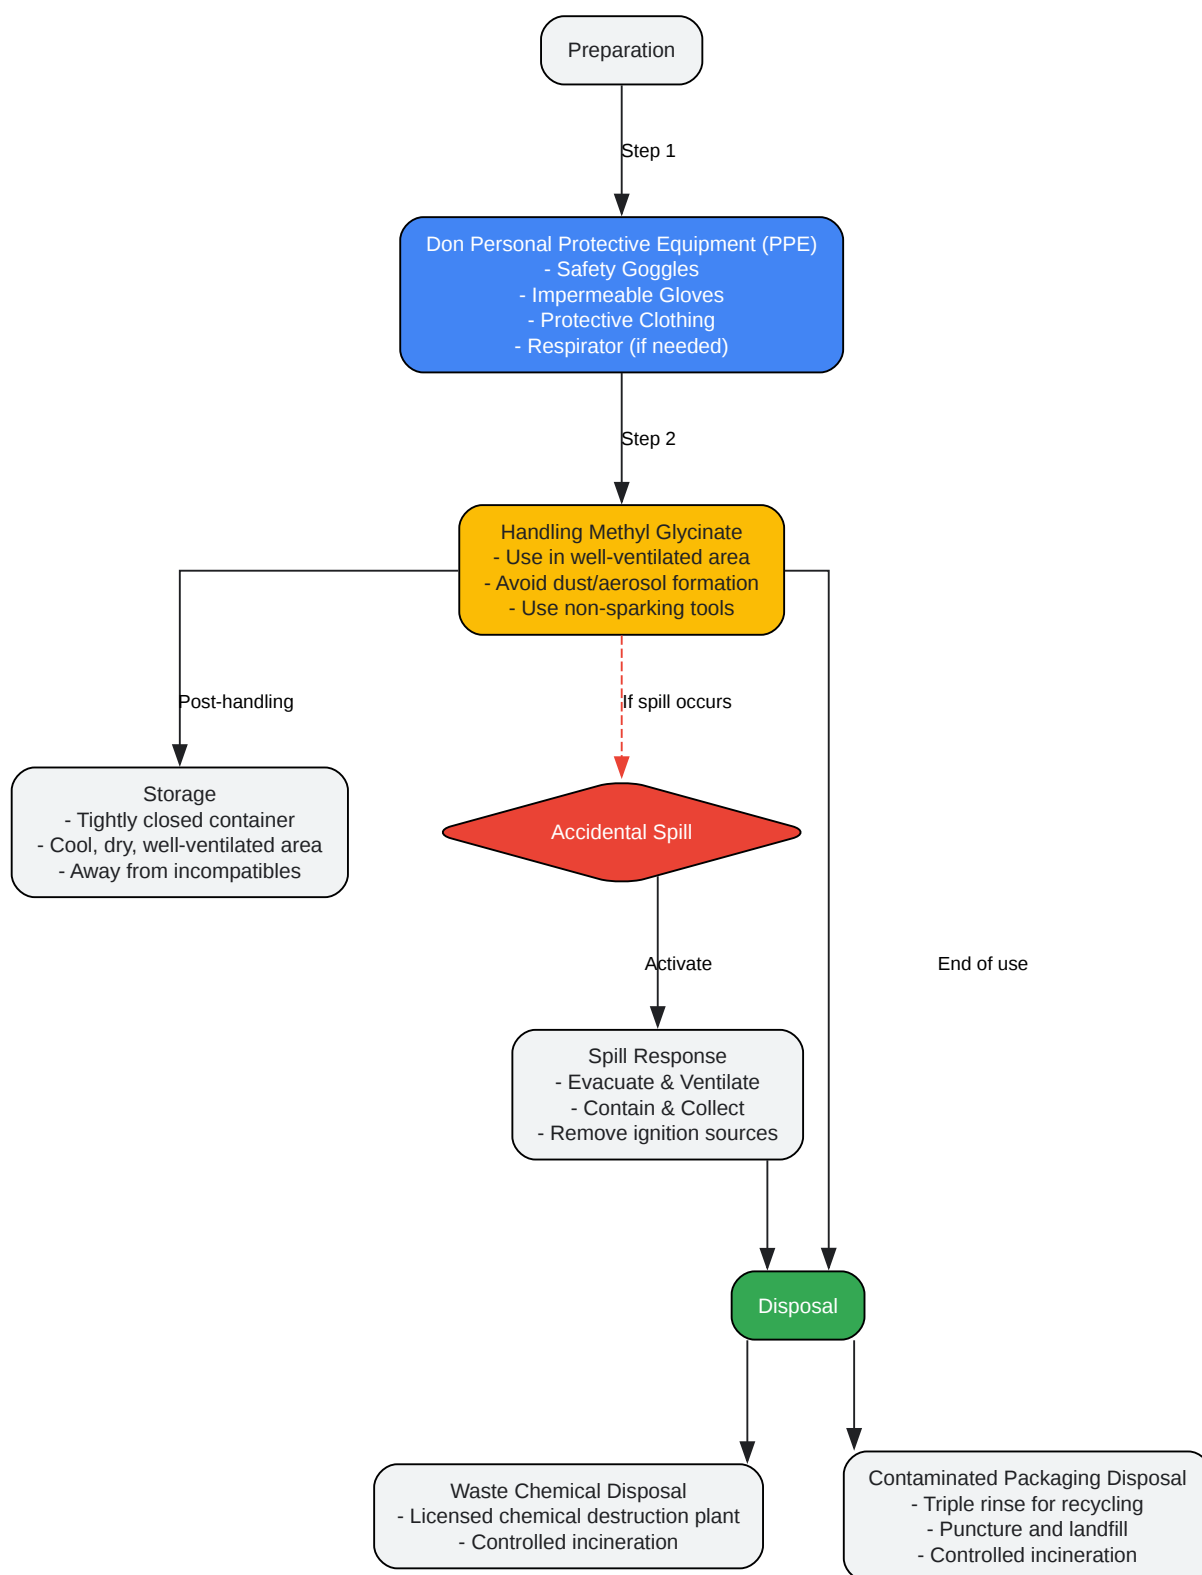 Preparation
Step 1
Don Personal Protective Equipment (PPE)
- Safety Goggles
- Impermeable Gloves
- Protective Clothing
- Respirator (if needed)
Step 2
Handling Methyl Glycinate
- Use in well-ventilated area
- Avoid dust/aerosol formation
- Use non-sparking tools
Post-handling
If spill occurs
Storage
- Tightly closed container
- Cool, dry, well-ventilated area
- Away from incompatibles
Accidental Spill
Activate
End of use
Spill Response
- Evacuate & Ventilate
- Contain & Collect
- Remove ignition sources
Disposal
Waste Chemical Disposal
- Licensed chemical destruction plant
- Controlled incineration
Contaminated Packaging Disposal
- Triple rinse for recycling
- Puncture and landfill
- Controlled incineration